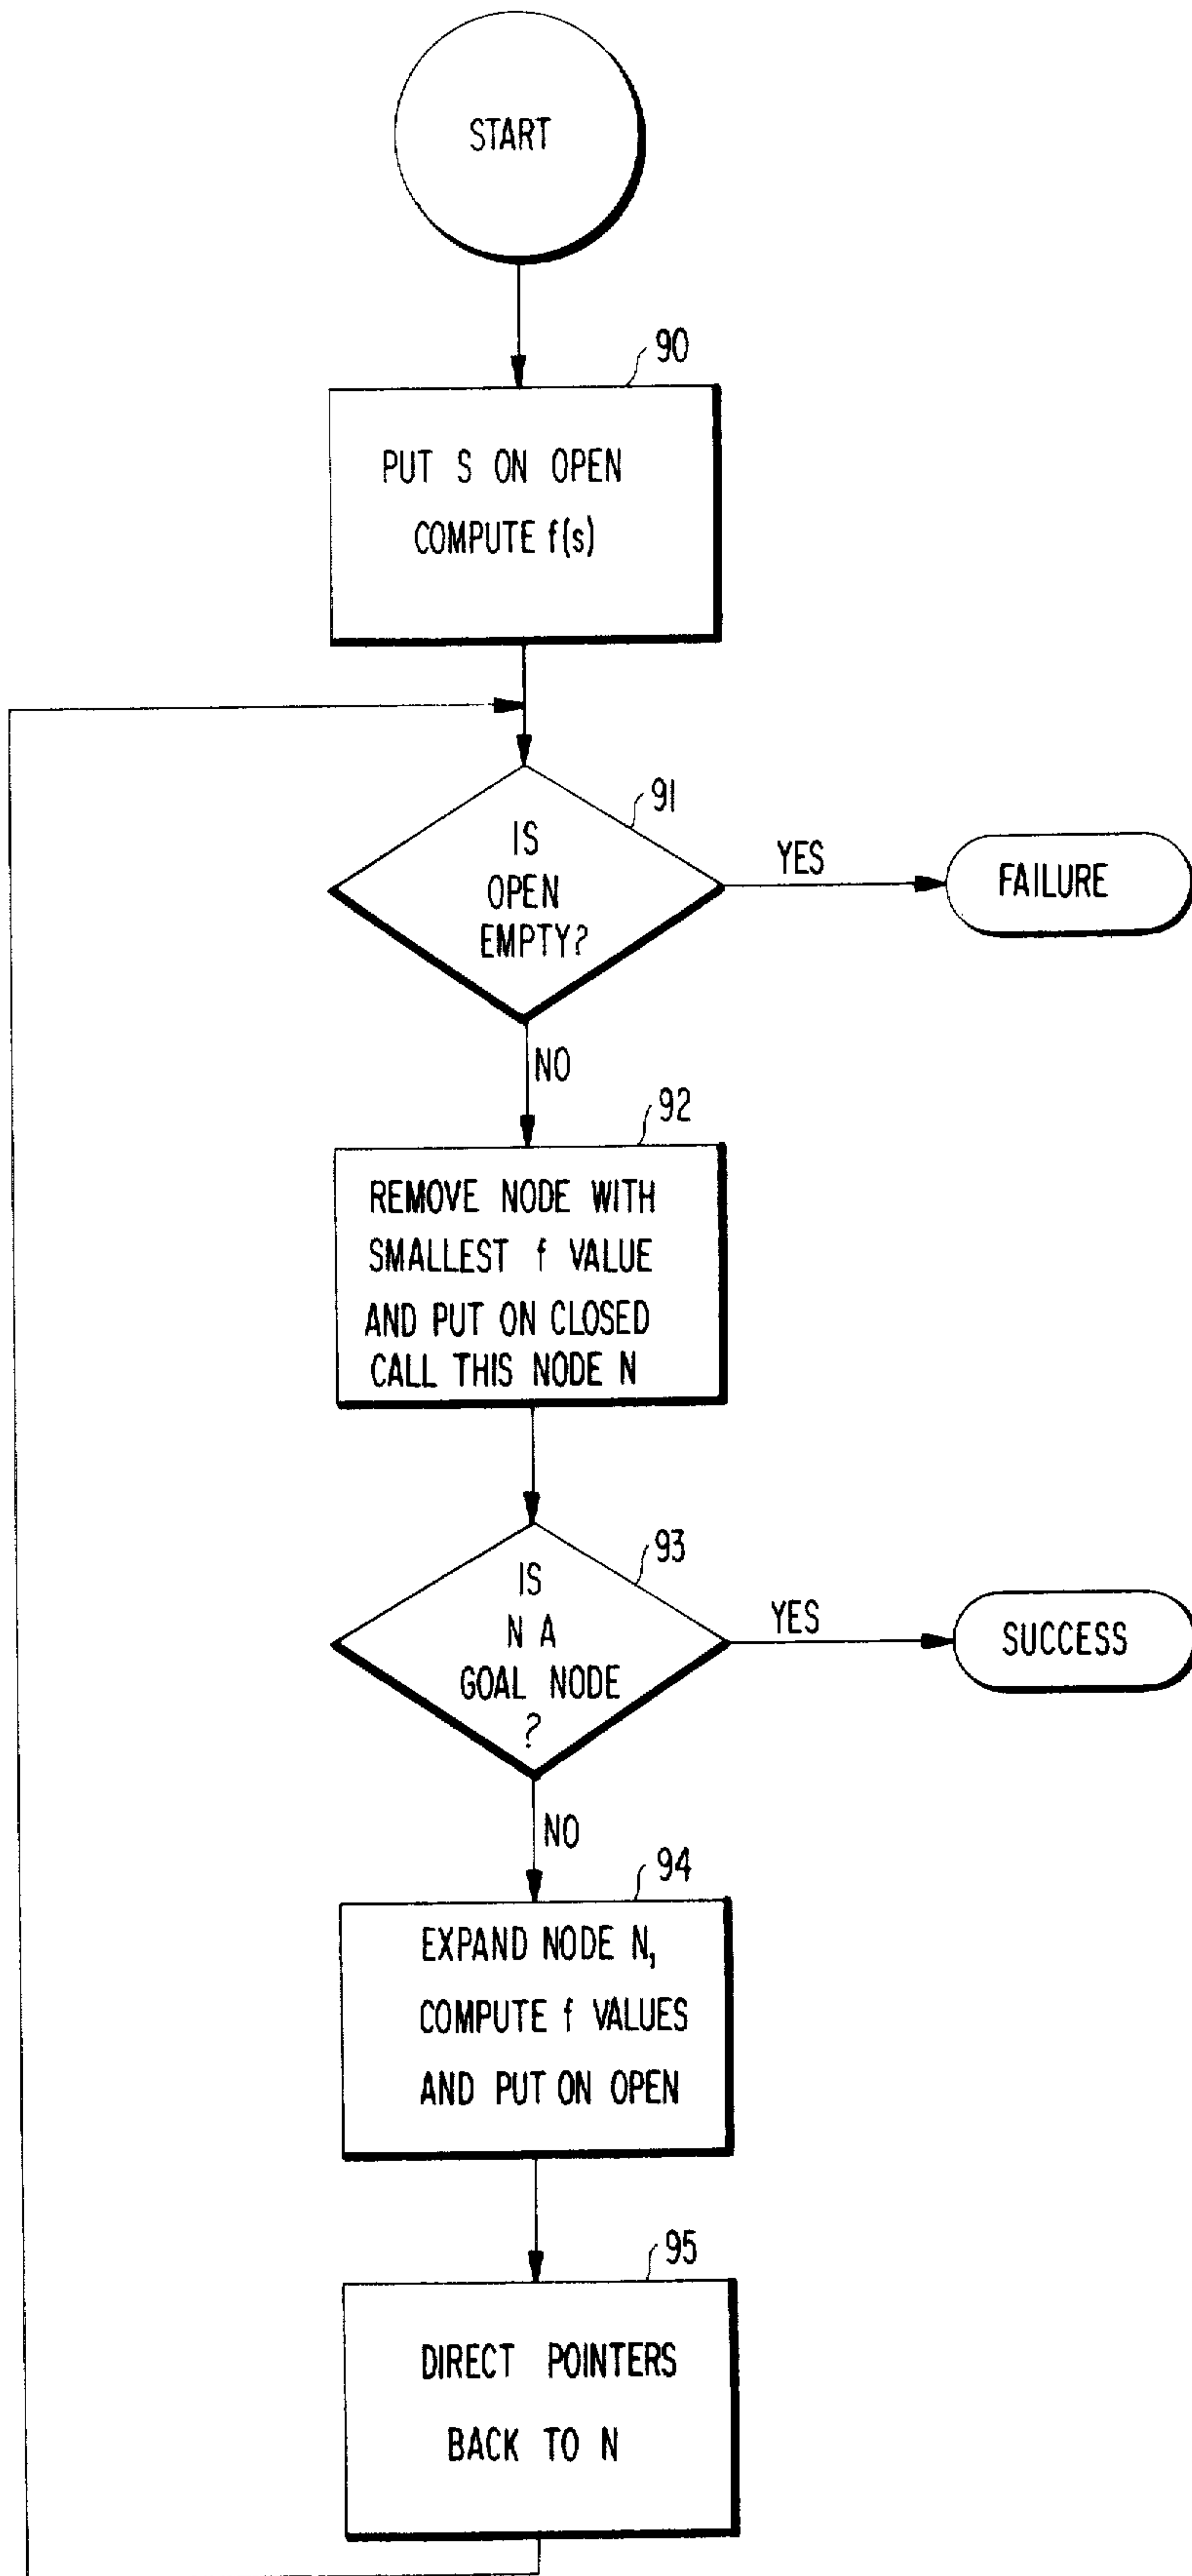 START
90
PUT S ON OPEN
COMPUTE f(s)
91
IS
OPEN
EMPTY?
YES
FAILURE
NO
92
REMOVE NODE WITH
SMALLEST f VALUE
AND PUT ON CLOSED
CALL THIS NODE N
93
IS
N A
GOAL NODE
?
YES
SUCCESS
NO
94
EXPAND NODE N,
COMPUTE f VALUES
AND PUT ON OPEN
95
DIRECT POINTERS
BACK TO N